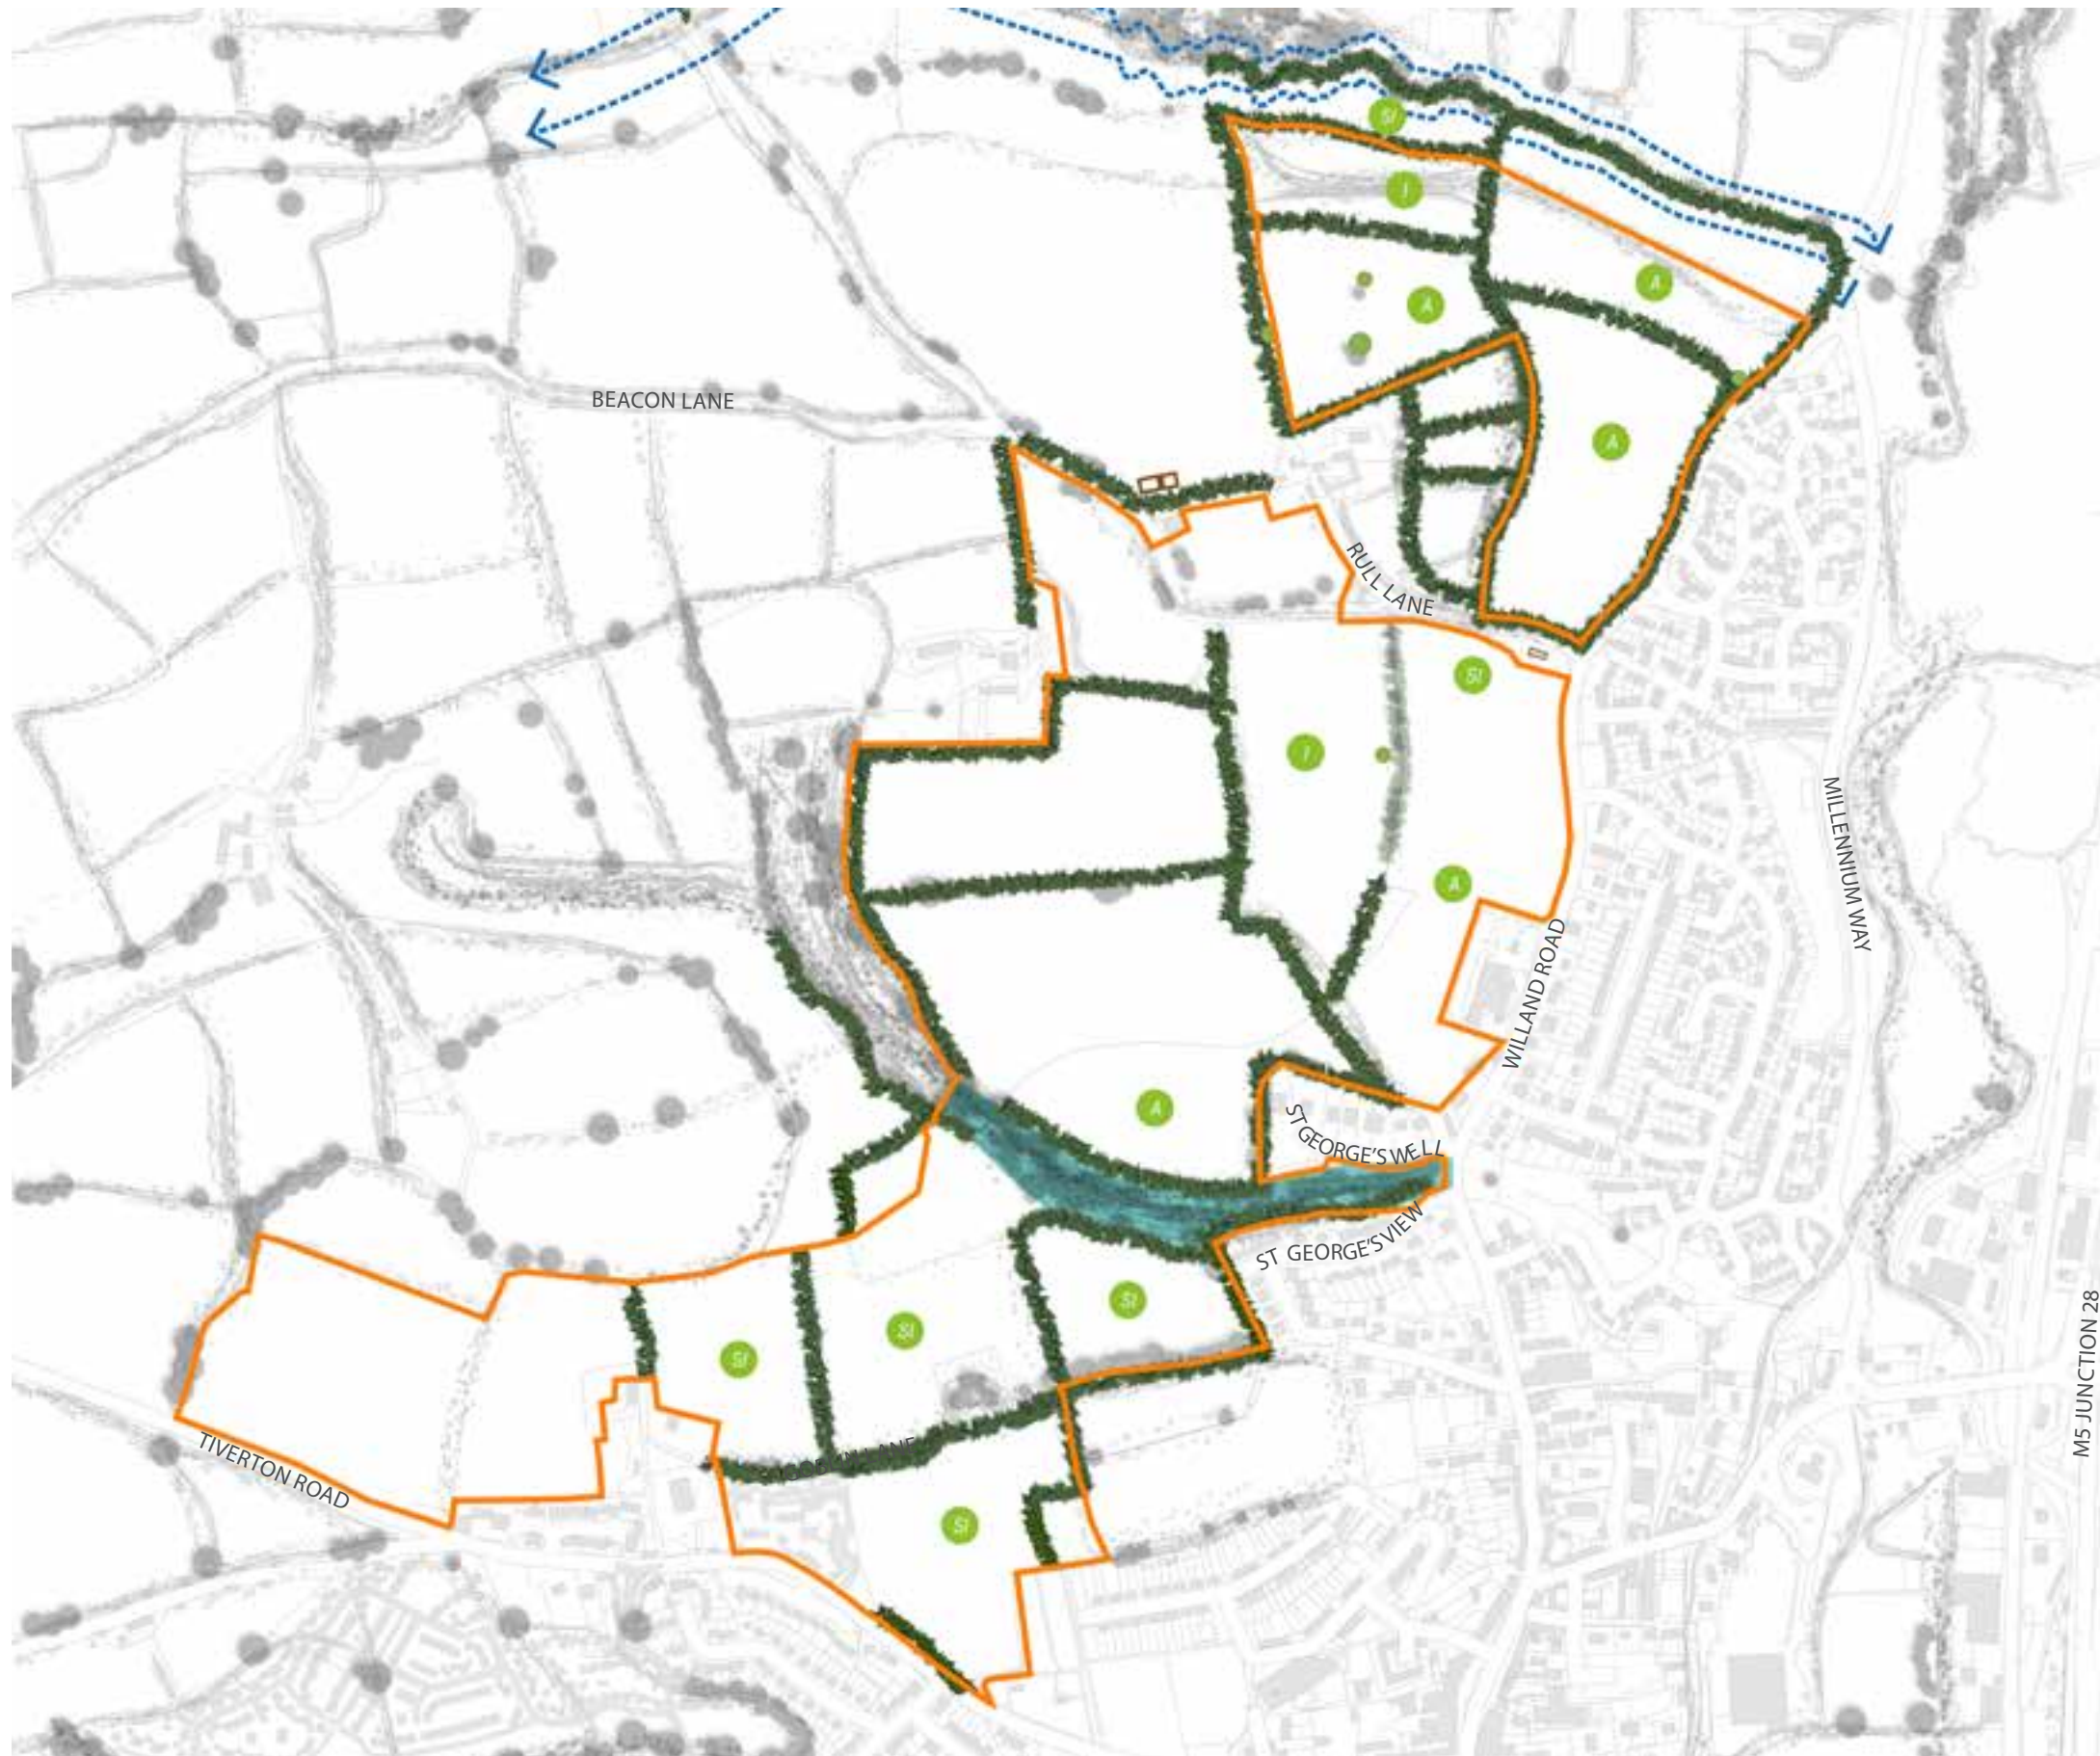 SI
I
A
A
BEACON LANE
A
RULL LANE
SI
I
MILLENNIUM WAY
A
WILLAND ROAD
A
ST GEORGE'S WELL
ST GEORGE'S VIEW
SI
SI
SI
M5 JUNCTION 28
TIVERTON ROAD
LANE
SI